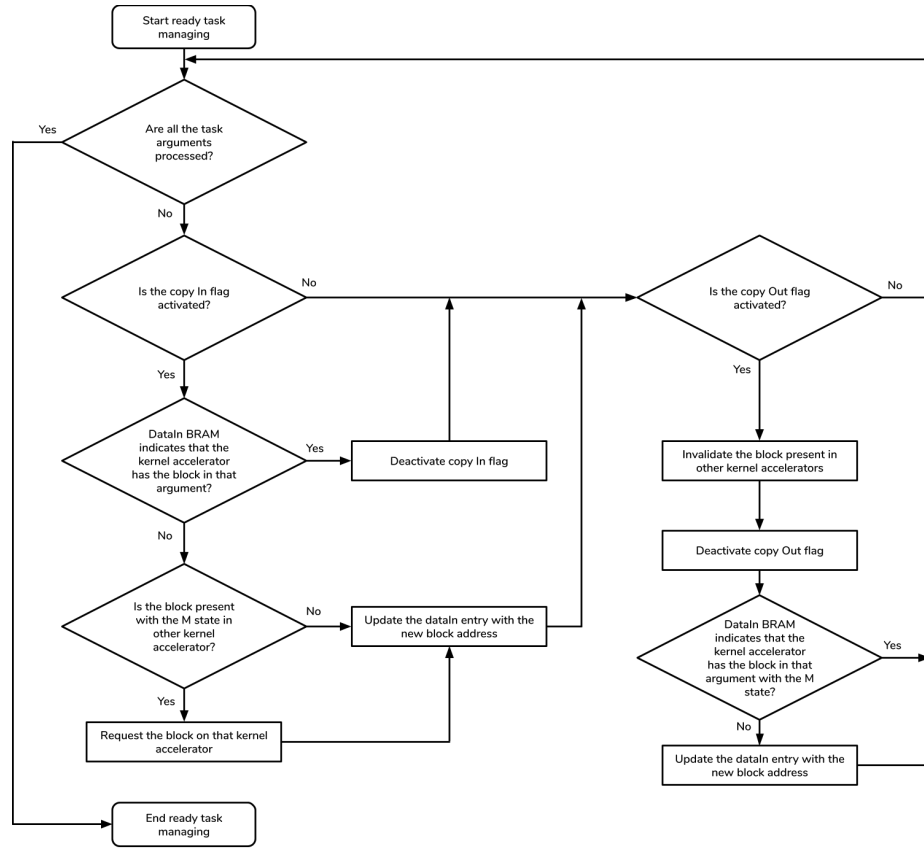 Start ready task
managing
Are all the task
arguments
processed?
Yes
No
Is the copy In flag
activated?
No
Yes
DataIn BRAM
indicates that the
kernel accelerator
has the block in that
argument?
Yes
Deactivate copy In flag
No
Is the block present
with the M state in
other kernel
accelerator?
No
Update the dataIn entry with the
new block address
Yes
Request the block on that kernel
accelerator
End ready task
managing
Is the copy Out flag
activated?
No
Yes
Invalidate the block present in
other kernel accelerators
Deactivate copy Out flag
DataIn BRAM
indicates that the
kernel accelerator
has the block in that
argument with the M
state?
Yes
No
Update the dataIn entry with the
new block address